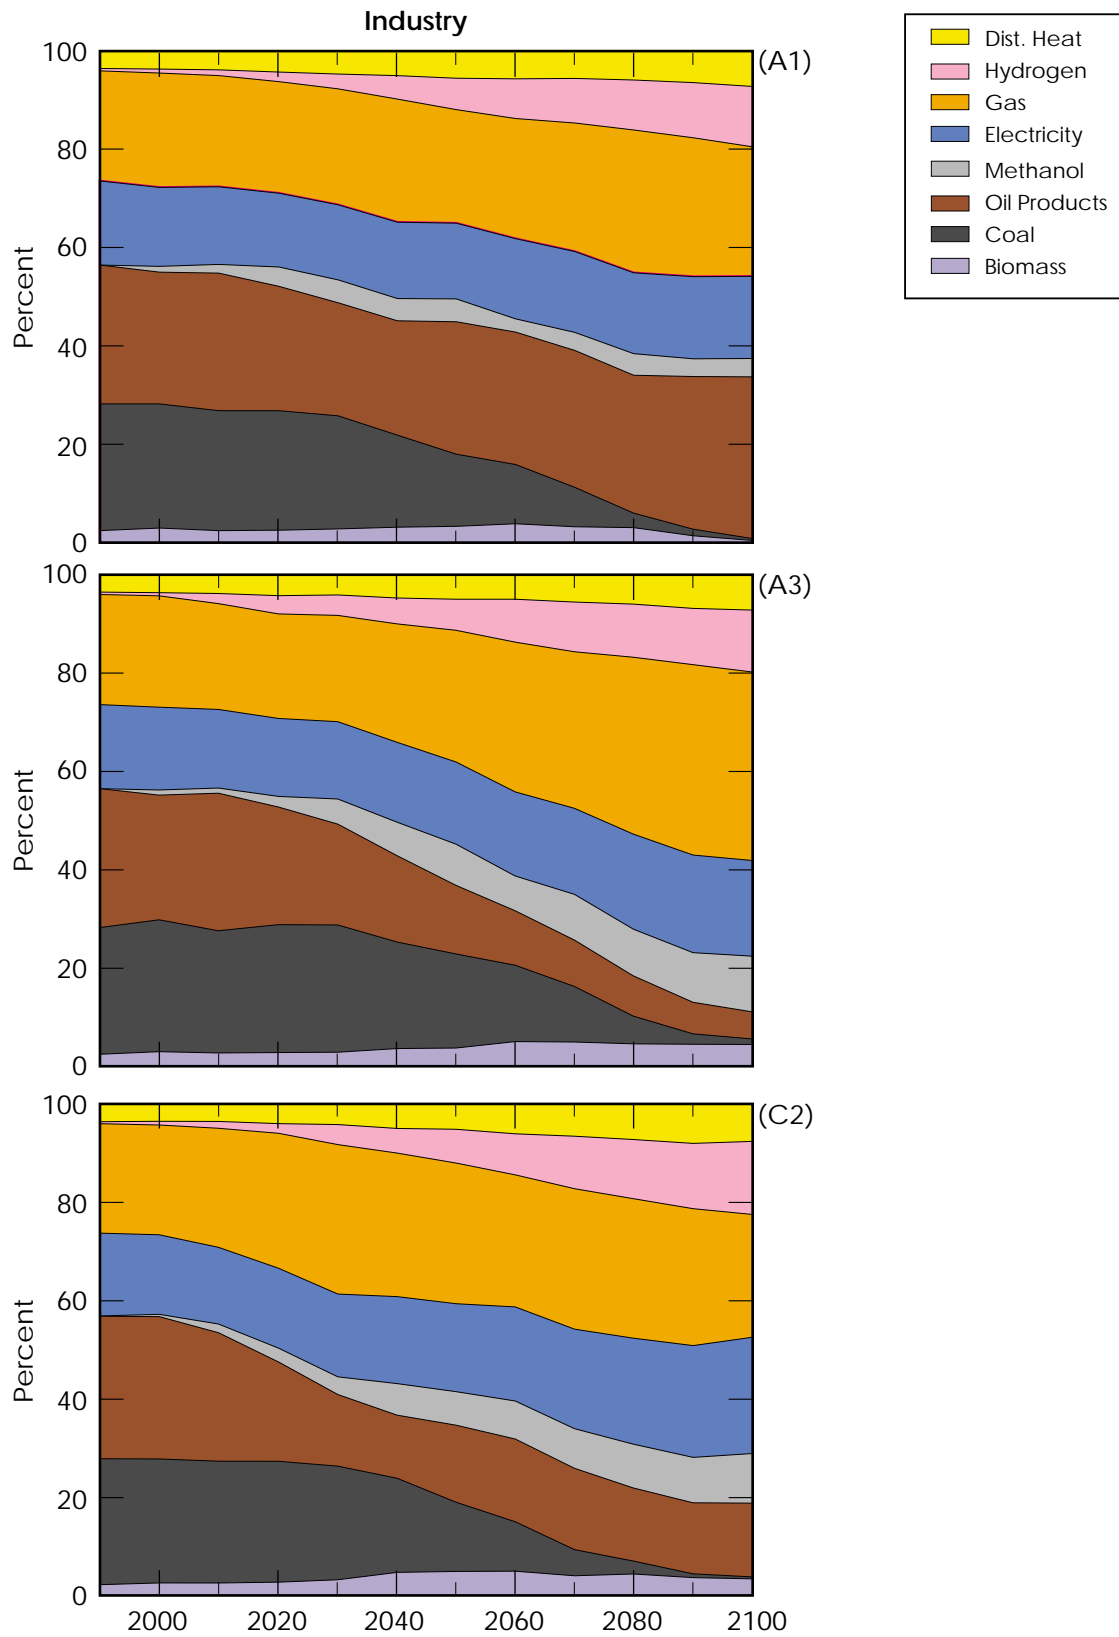 Industry
100
80
60
40
20
0
Percent
(A1)
Dist. Heat
Hydrogen
Gas
Electricity
Methanol
Oil Products
Coal
Biomass
100
80
60
40
20
0
Percent
(A3)
100
80
60
40
20
0
Percent
(C2)
2000 2020 2040 2060 2080 2100